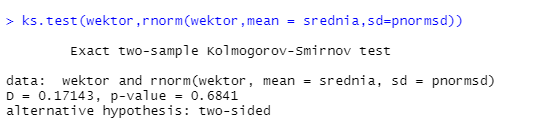 > ks.test(wektor,rnorm(wektor,mean = srednia,sd=pnormsd))
Exact two-sample Kolmogorov-Smirnov test
data:  wektor and rnorm(wektor, mean = srednia, sd = pnormsd)
D = 0.17143, p-value = 0.6841
alternative hypothesis: two-sided